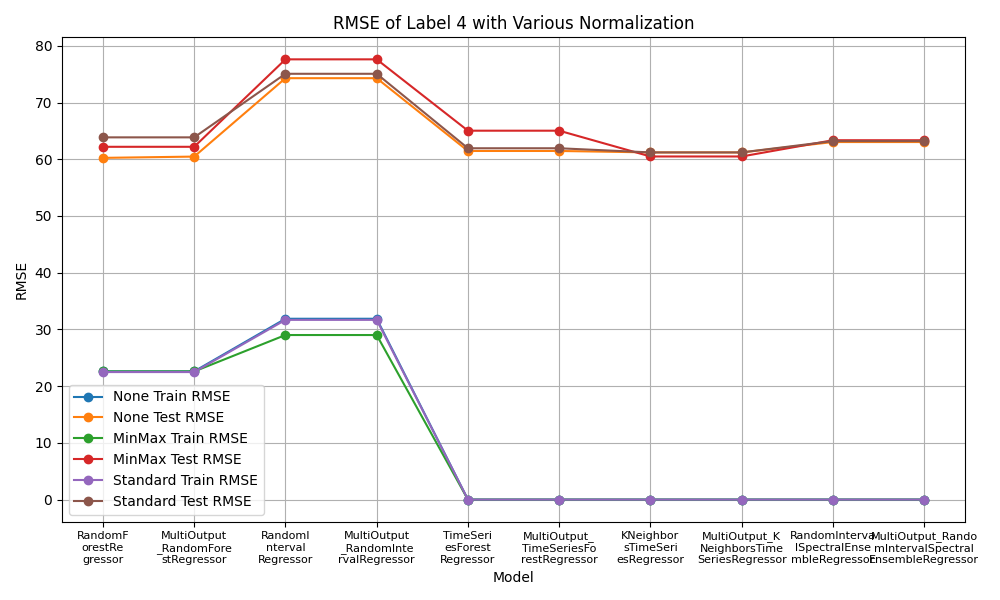 RMSE of Label 4 with Various Normalization
80
70
60
50
40
30
20
10
0
RMSE
None Train RMSE
None Test RMSE
MinMax Train RMSE
MinMax Test RMSE
Standard Train RMSE
Standard Test RMSE
RandomF
orestRe
gressor
MultiOutput
_RandomFore
stRegressor
RandomI
nterval
Regressor
MultiOutput
_RandomInte
rvalRegressor
TimeSeri
esForest
Regressor
MultiOutput_
TimeSeriesFo
restRegressor
KNeighbor
sTimeSeri
esRegressor
MultiOutput_K
NeighborsTime
SeriesRegressor
RandomInterva
lSpectralEnse
mbleRegressor
MultiOutput_Rando
mIntervalSpectral
EnsembleRegressor
Model